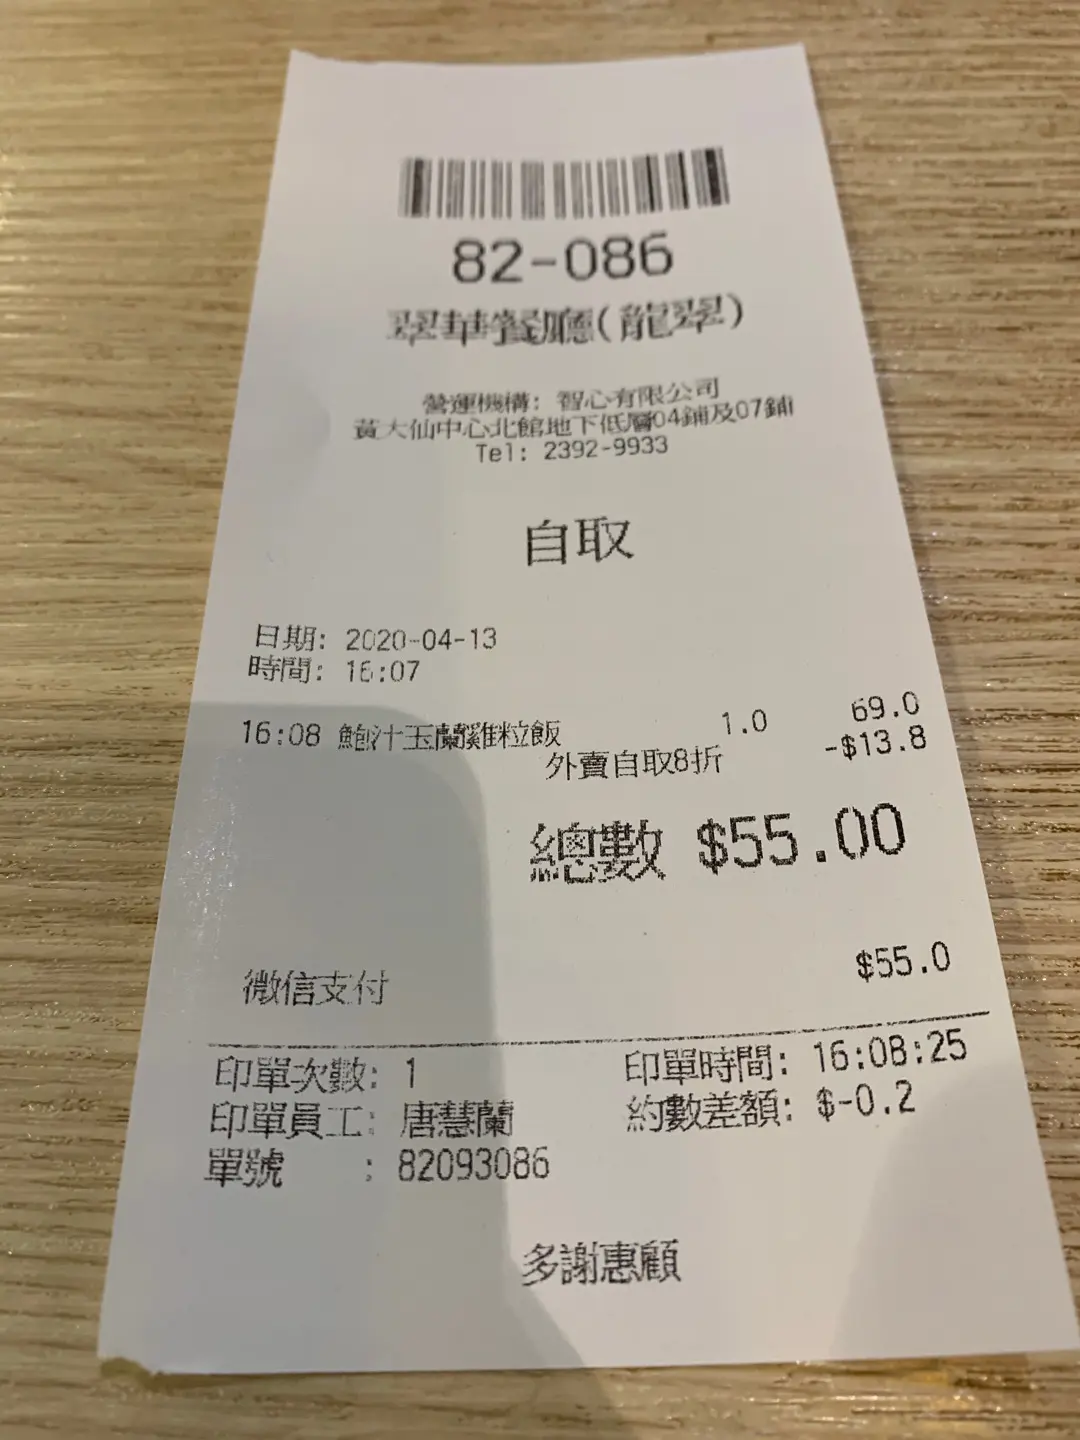 82-086
翠華餐廳(龍翠)
營運機構: 智心有限公司
黃大仙中心北館地下低層04鋪及07鋪
Tel: 2392-9933
自取
日期: 2020-04-13
時間: 16:07
16:08 鮑汁玉蘭雞粒飯 1.0 69.0
外賣自取8折 -$13.8
總數 $55.00
微信支付 $55.0
印單次數: 1 印單時間: 16:08:25
印單員工: 唐慧蘭 約數差額: $-0.2
單號 : 82093086
多謝惠顧